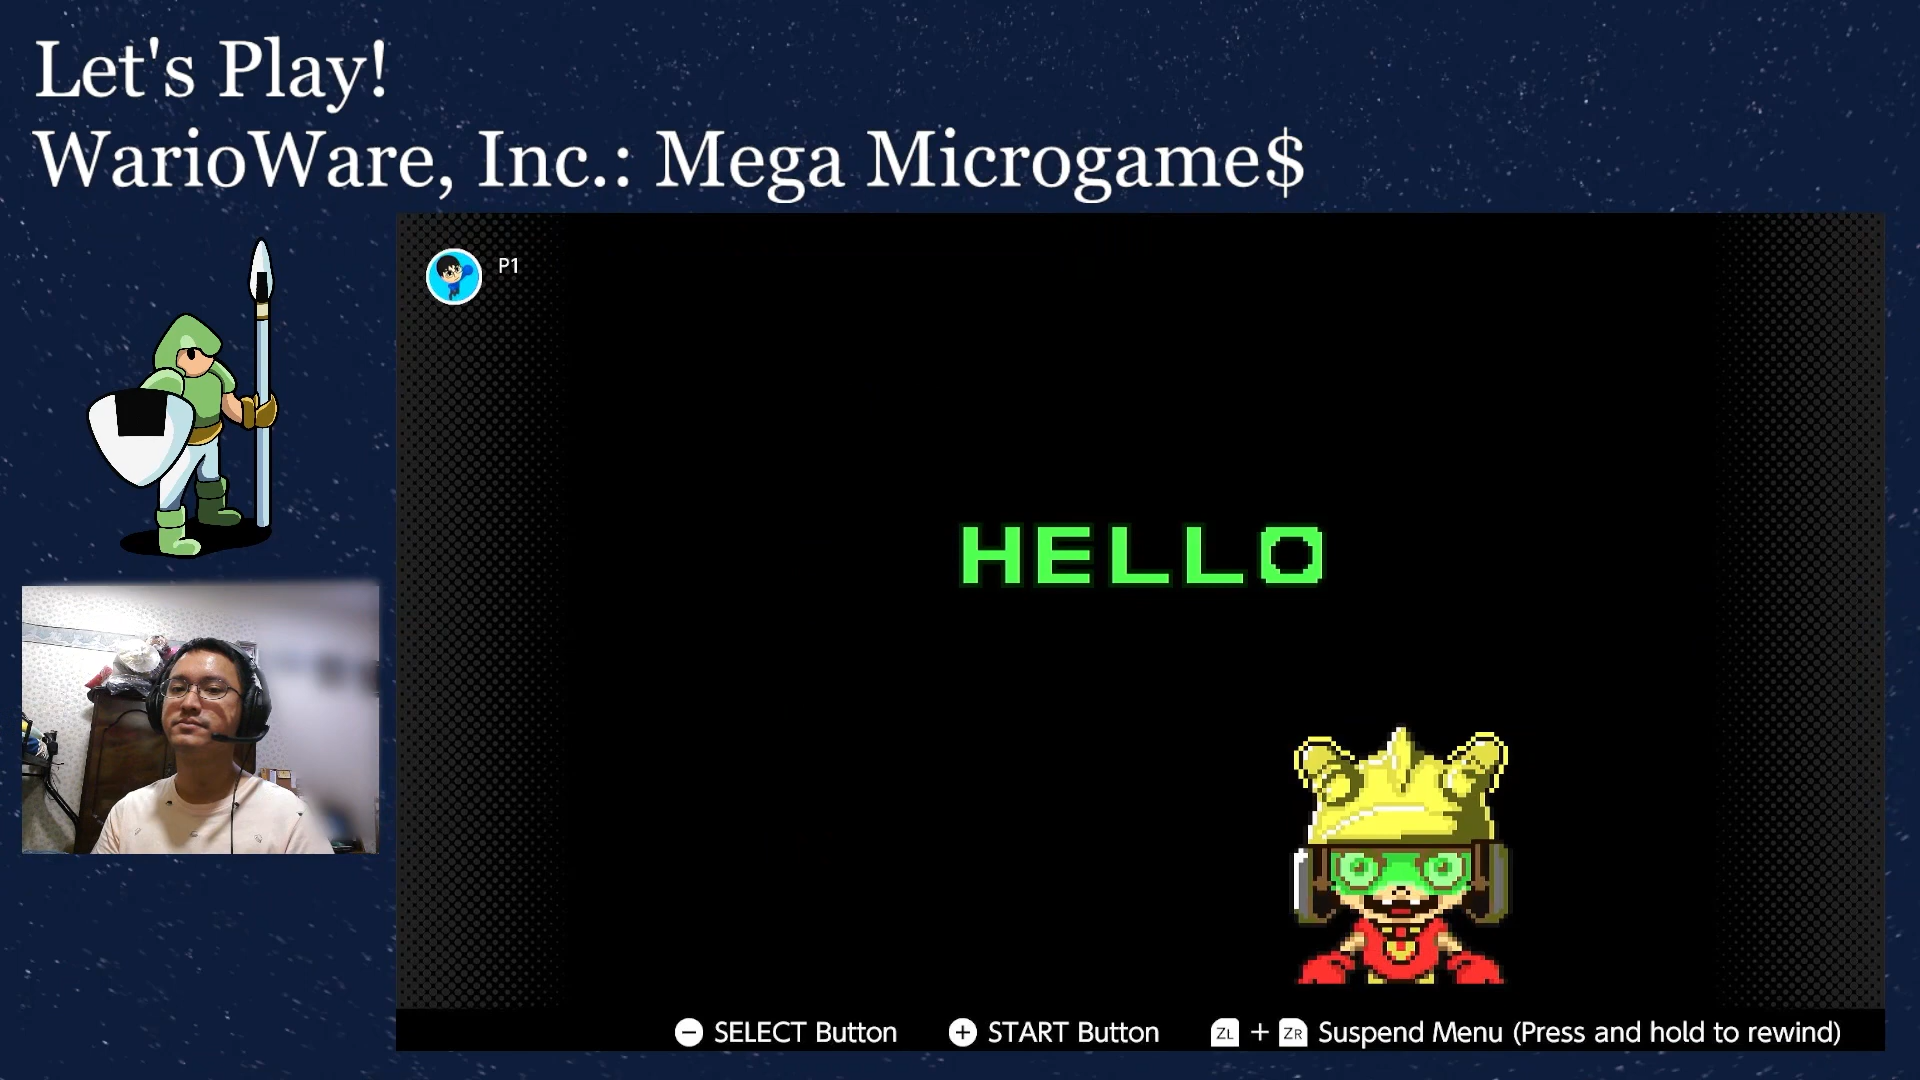 Let's Play!
WarioWare, Inc.: Mega Microgame$
P1
HELLO
SELECT Button
START Button
ZL + ZR Suspend Menu (Press and hold to rewind)